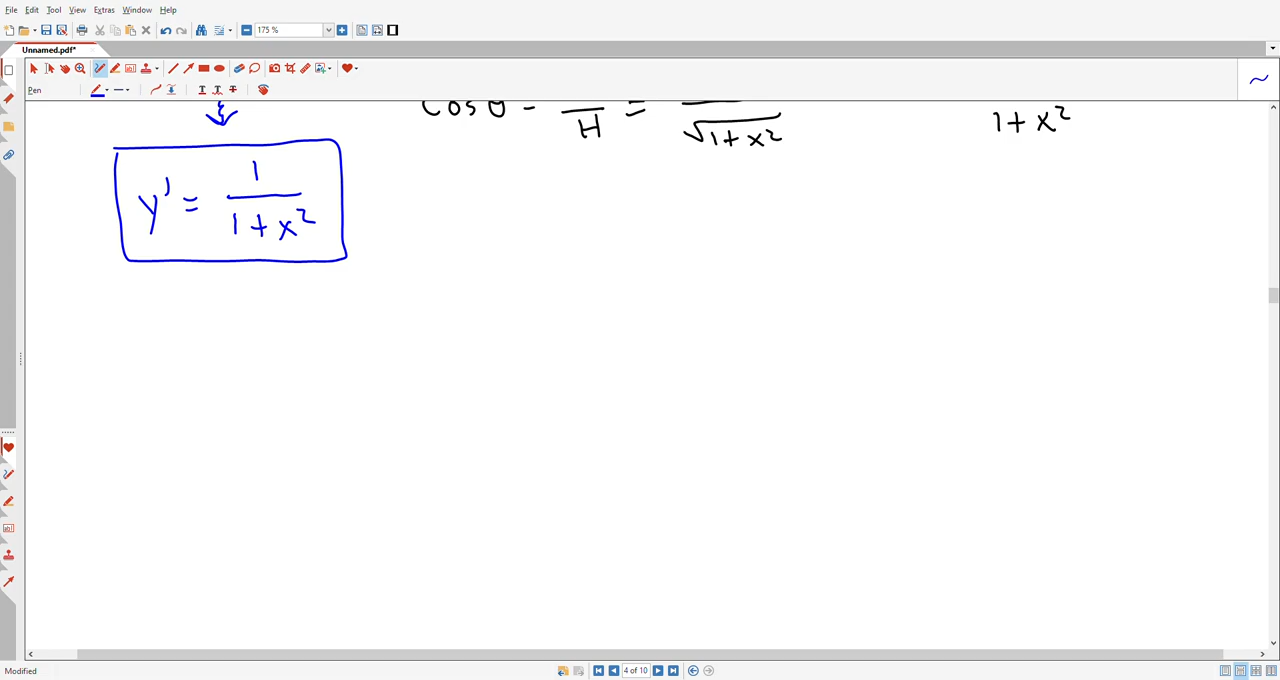 File Edit Tool View Extras Window Help
175 %
Unnamed.pdf*
Pen
cos θ = — / H = — / √1 + x²
1 + x²
y' = 1 / 1 + x²
Modified
4 of 10